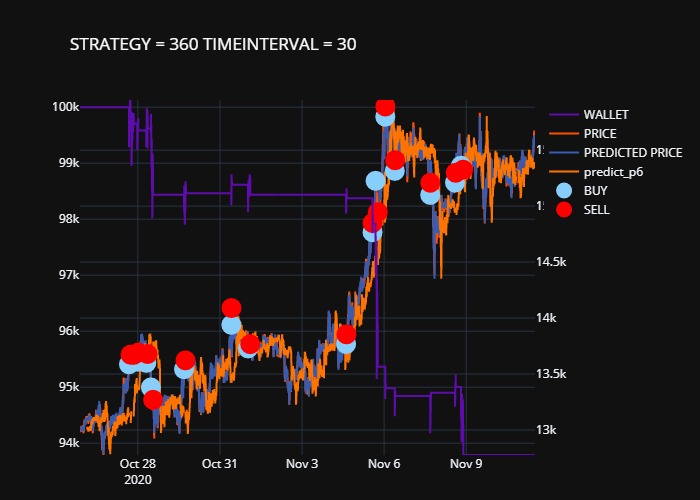 STRATEGY = 360 TIMEINTERVAL = 30
100k
99k
98k
97k
96k
95k
94k
14.5k
14k
13.5k
13k
Oct 28
2020
Oct 31
Nov 3
Nov 6
Nov 9
WALLET
PRICE
PREDICTED PRICE
predict_p6
BUY
SELL